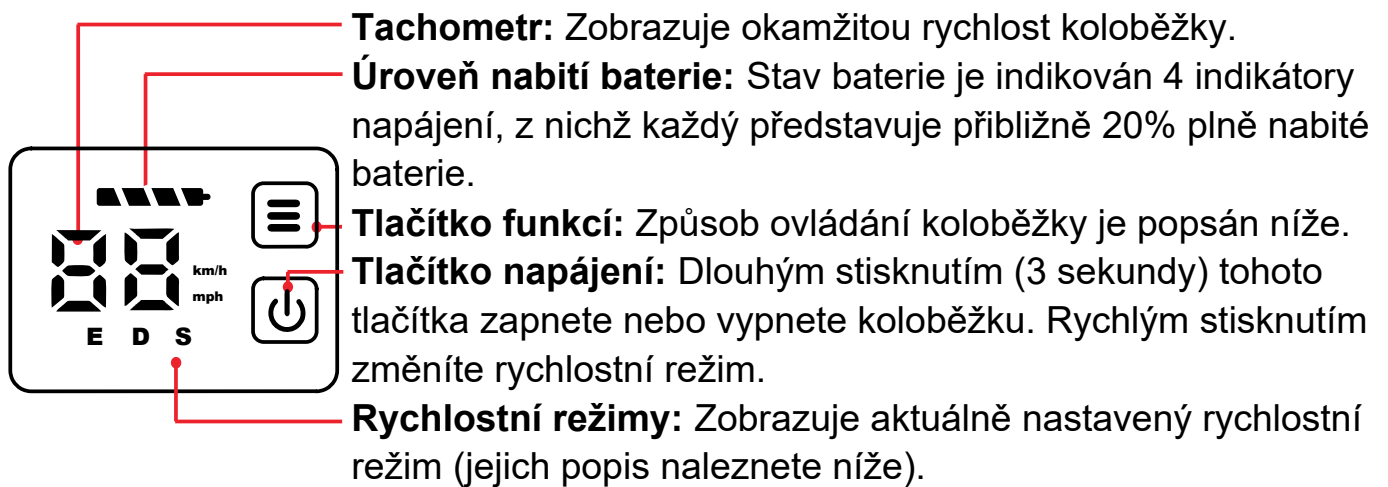 Tachometr: Zobrazuje okamžitou rychlost koloběžky.
Úroveň nabití baterie: Stav baterie je indikován 4 indikátory
napájení, z nichž každý představuje přibližně 20% plně nabité
baterie.
Tlačítko funkcí: Způsob ovládání koloběžky je popsán níže.
Tlačítko napájení: Dlouhým stisknutím (3 sekundy) tohoto
tlačítka zapnete nebo vypnete koloběžku. Rychlým stisknutím
změníte rychlostní režim.
Rychlostní režimy: Zobrazuje aktuálně nastavený rychlostní
režim (jejich popis naleznete níže).
88
km/h
mph
E D S